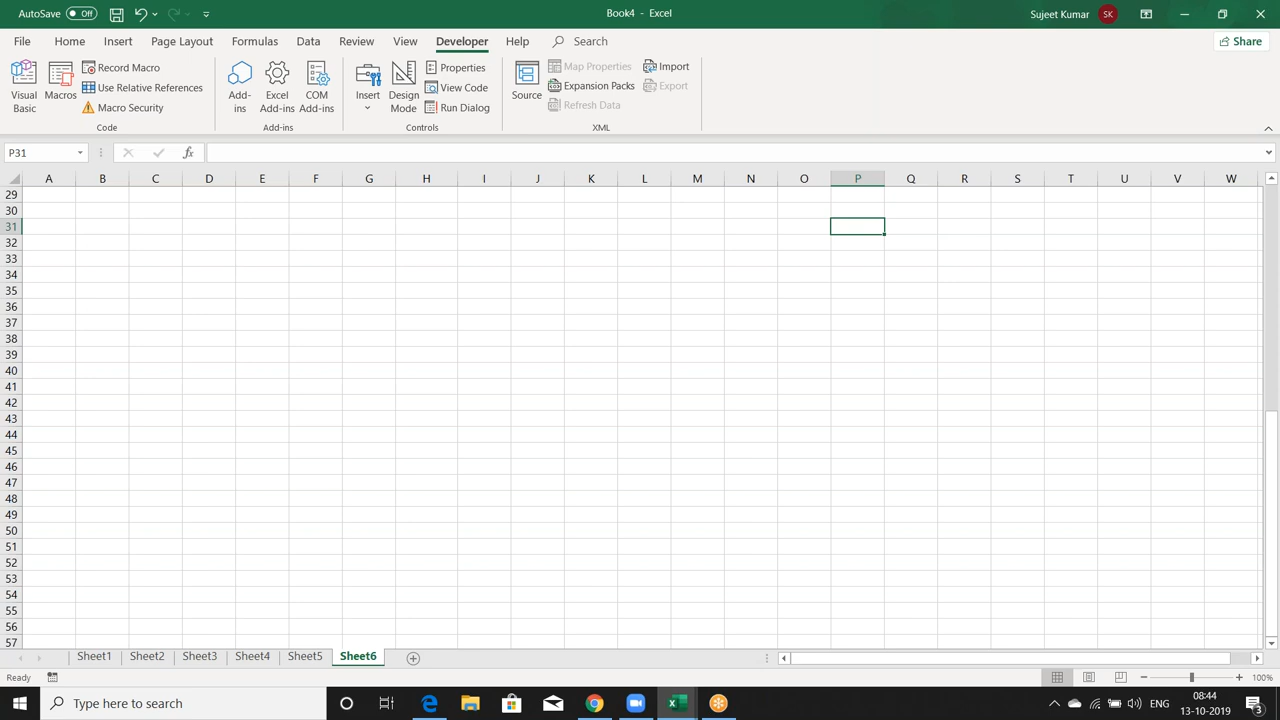 AutoSave Off
Book4 - Excel
Sujeet Kumar SK
File Home Insert Page Layout Formulas Data Review View Developer Help Search Share
Visual Basic
Macros
Record Macro
Use Relative References
Macro Security
Code
Add-ins
Excel Add-ins
COM Add-ins
Add-ins
Insert
Design Mode
Properties
View Code
Run Dialog
Controls
Source
Map Properties
Expansion Packs
Refresh Data
Import
Export
XML
P31 fx
A B C D E F G H I J K L M N O P Q R S T U V W
29
30
31
32
33
34
35
36
37
38
39
40
41
42
43
44
45
46
47
48
49
50
51
52
53
54
55
56
57
Sheet1 Sheet2 Sheet3 Sheet4 Sheet5 Sheet6
Ready 100%
Type here to search
ENG
08:44
13-10-2019
3